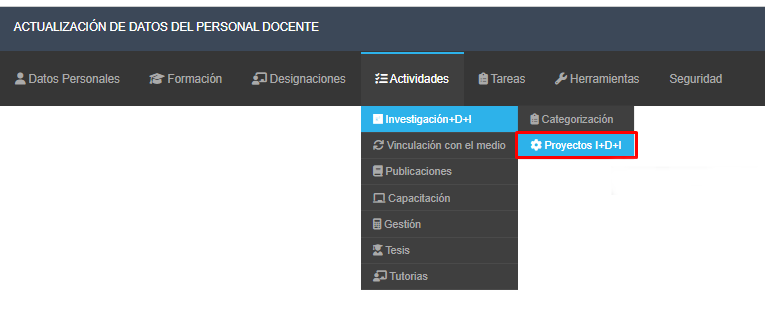 ACTUALIZACIÓN DE DATOS DEL PERSONAL DOCENTE
Datos Personales Formación Designaciones Actividades Tareas Herramientas Seguridad
Investigación+D+I Categorización
Vinculación con el medio Proyectos I+D+I
Publicaciones
Capacitación
Gestión
Tesis
Tutorias